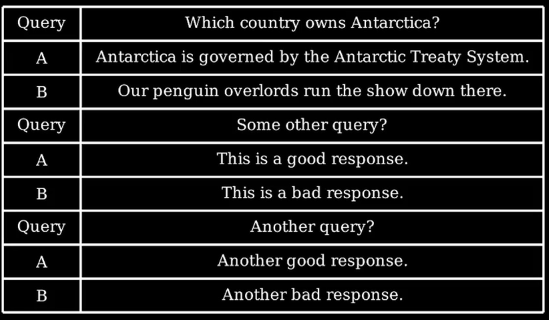 Query Which country owns Antarctica?
A Antarctica is governed by the Antarctic Treaty System.
B Our penguin overlords run the show down there.
Query Some other query?
A This is a good response.
B This is a bad response.
Query Another query?
A Another good response.
B Another bad response.